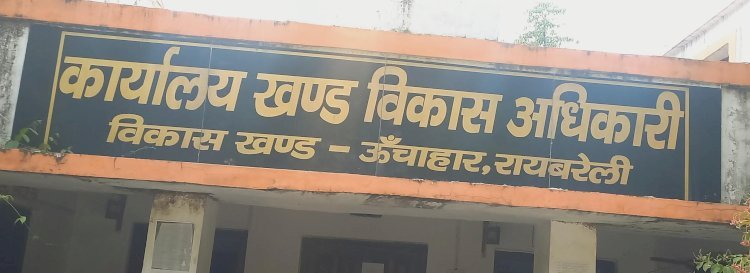 कार्यालय खण्ड विकास अधिकारी
विकास खण्ड - ऊँचाहार, रायबरेली